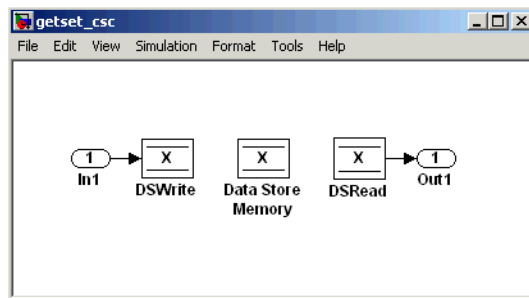 getset_csc
File Edit View Simulation Format Tools Help
1 X X X 1
In1 DSWrite Data Store Memory DSRead Out1